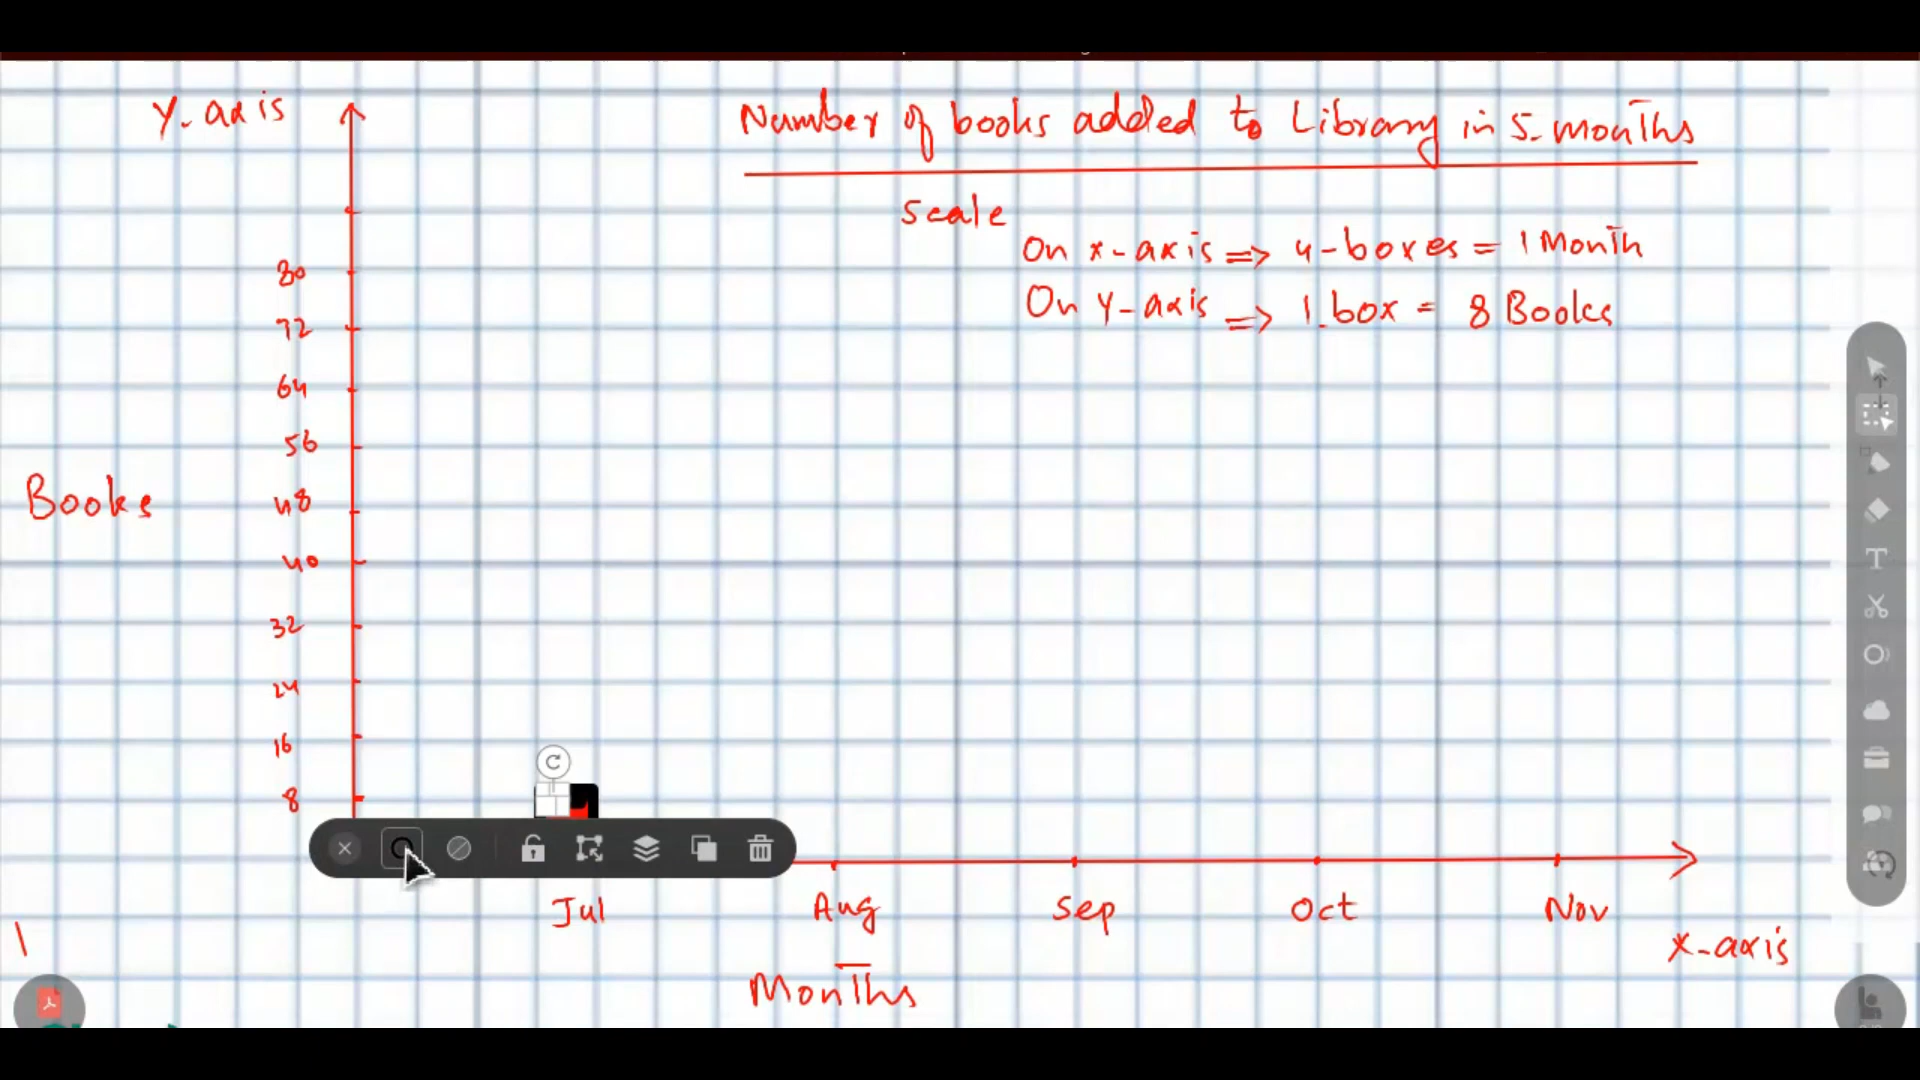 Y-axis
Number of books added to Library in 5-months
Scale
On x-axis => 4-boxes = 1 Month
On Y-axis => 1-box = 8 Books
80
72
64
56
Books
48
40
32
24
16
8
Jul
Aug
Sep
Oct
Nov
x-axis
Months